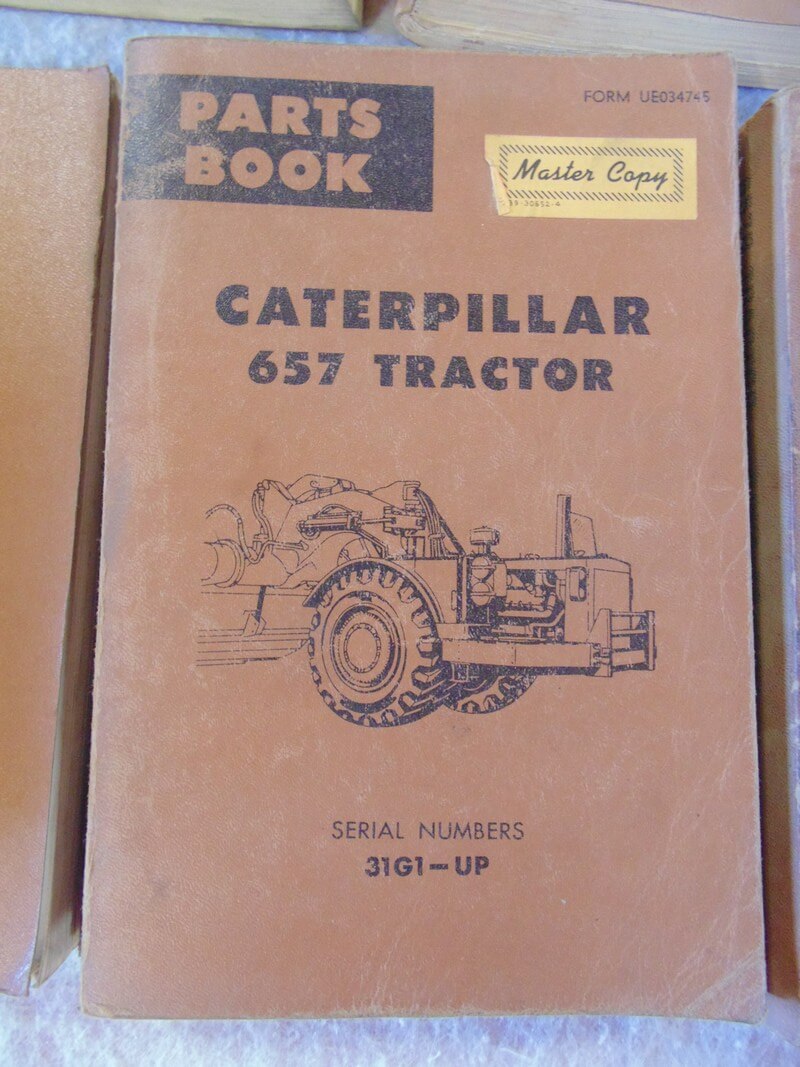 PARTS
BOOK
FORM UE034745
Master Copy
CATERPILLAR
657 TRACTOR
SERIAL NUMBERS
31G1-UP